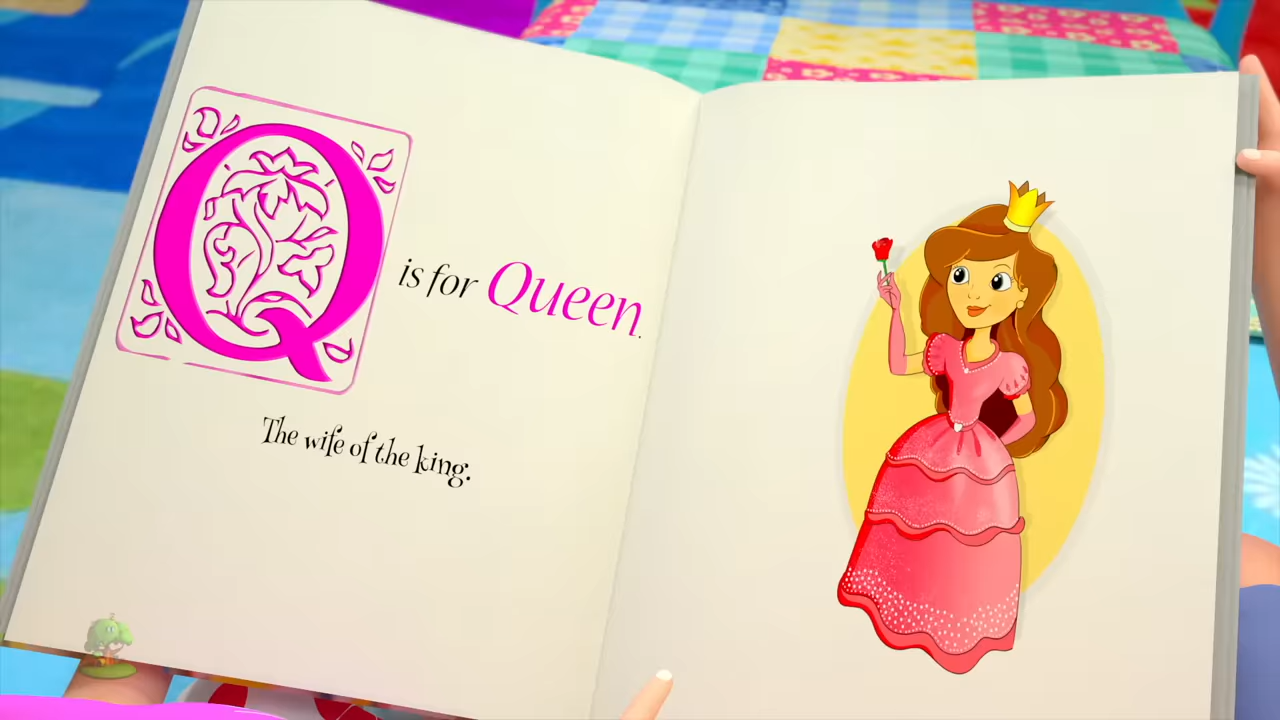 Q is for Queen.
The wife of the king.